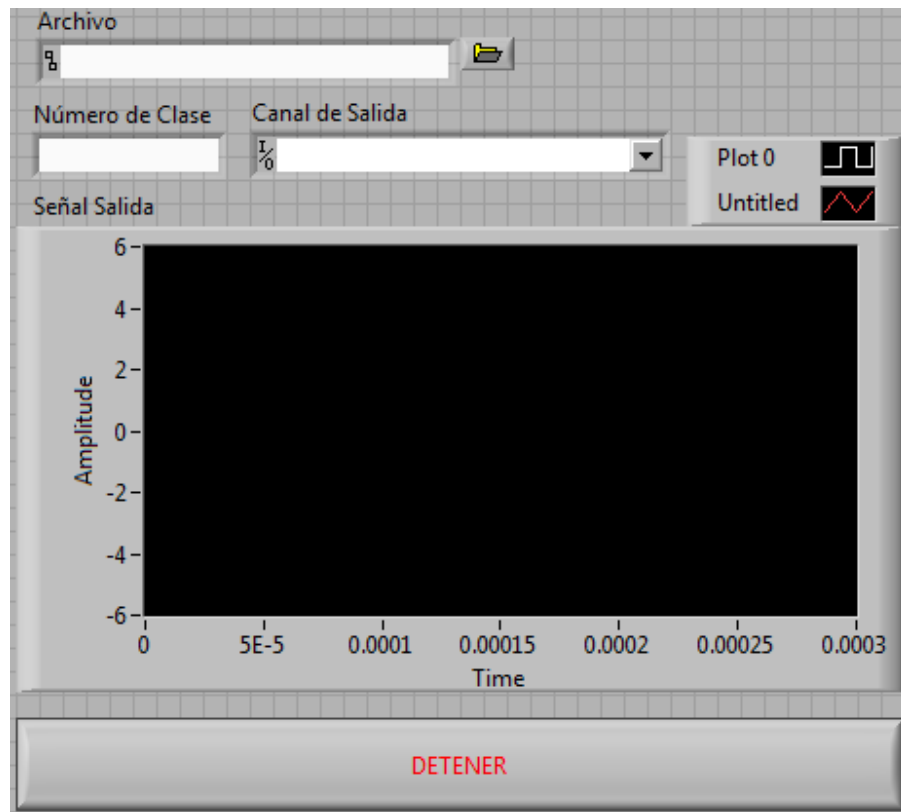 Archivo
Número de Clase
Canal de Salida
I/O
Plot 0
Untitled
Señal Salida
6
4
2
0
-2
-4
-6
Amplitude
0 5E-5 0.0001 0.00015 0.0002 0.00025 0.0003
Time
DETENER